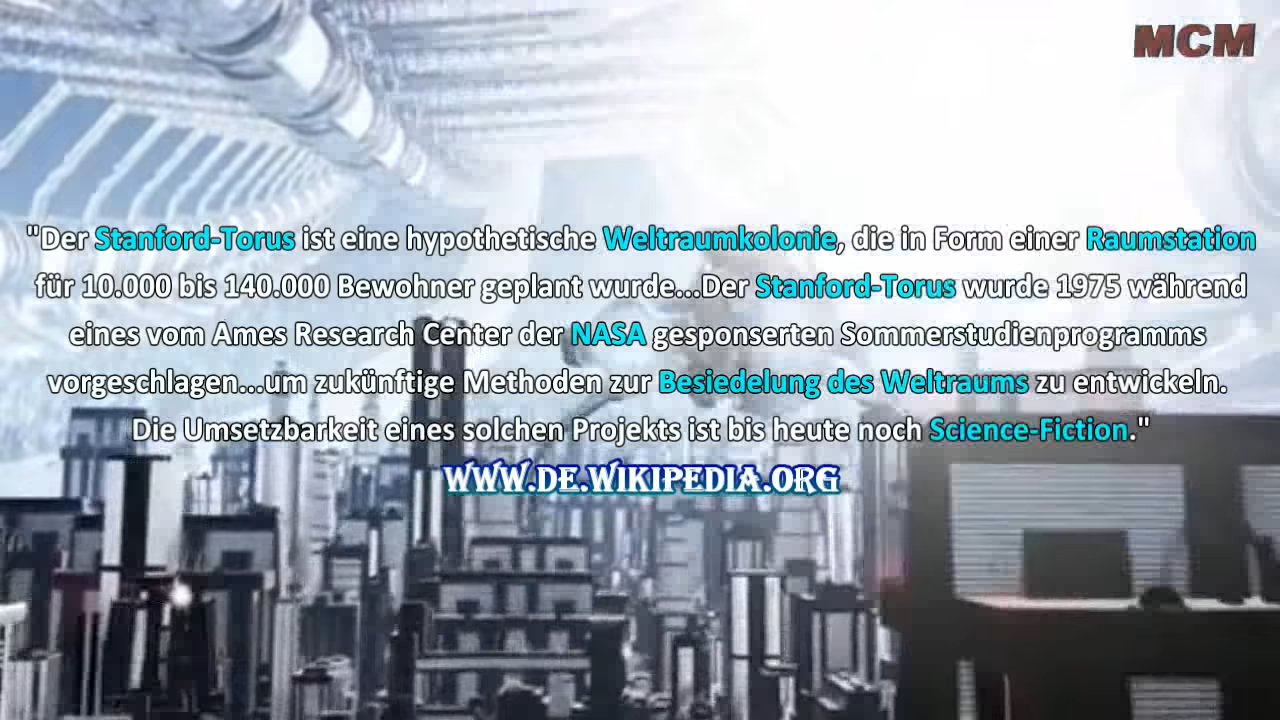 MCM
"Der Stanford-Torus ist eine hypothetische Weltraumkolonie, die in Form einer Raumstation
für 10.000 bis 140.000 Bewohner geplant wurde...Der Stanford-Torus wurde 1975 während
eines vom Ames Research Center der NASA gesponserten Sommerstudienprogramms
vorgeschlagen...um zukünftige Methoden zur Besiedelung des Weltraums zu entwickeln.
Die Umsetzbarkeit eines solchen Projekts ist bis heute noch Science-Fiction."
WWW.DE.WIKIPEDIA.ORG